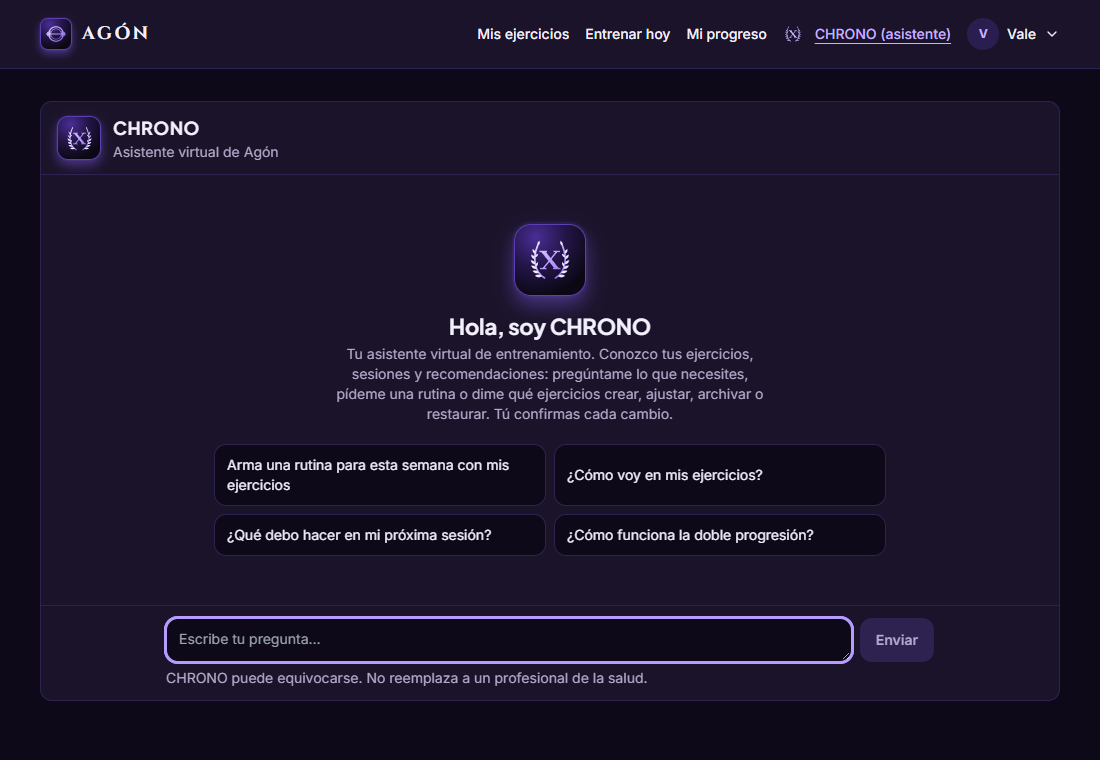 AGÓN
Mis ejercicios
Entrenar hoy
Mi progreso
X
CHRONO (asistente)
V
Vale
X
CHRONO
Asistente virtual de Agón
X
Hola, soy CHRONO
Tu asistente virtual de entrenamiento. Conozco tus ejercicios,
sesiones y recomendaciones: pregúntame lo que necesites,
pídeme una rutina o dime qué ejercicios crear, ajustar, archivar o
restaurar. Tú confirmas cada cambio.
Arma una rutina para esta semana con mis
ejercicios
¿Cómo voy en mis ejercicios?
¿Qué debo hacer en mi próxima sesión?
¿Cómo funciona la doble progresión?
Escribe tu pregunta...
Enviar
CHRONO puede equivocarse. No reemplaza a un profesional de la salud.